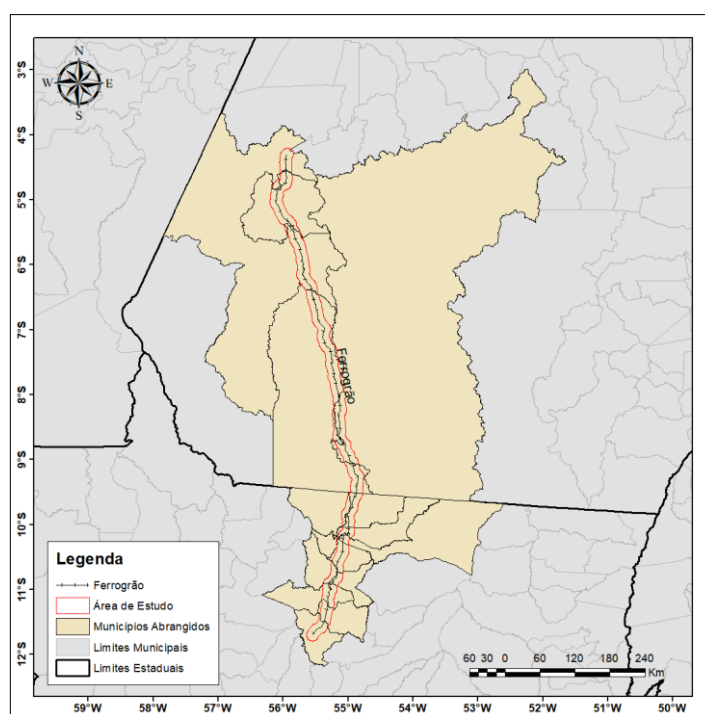 N
W E
S
3°S
4°S
5°S
6°S
7°S
8°S
9°S
10°S
11°S
12°S
Ferrogrão
Legenda
Ferrogrão
Área de Estudo
Municípios Abrangidos
Limites Municipais
Limites Estaduais
60 30 0 60 120 180 240
Km
59°W 58°W 57°W 56°W 55°W 54°W 53°W 52°W 51°W 50°W